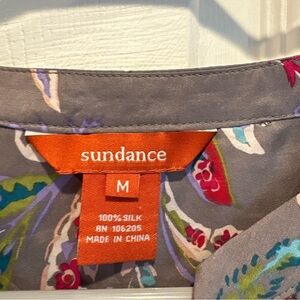 sundance
M
100% SILK
RN 106205
MADE IN CHINA